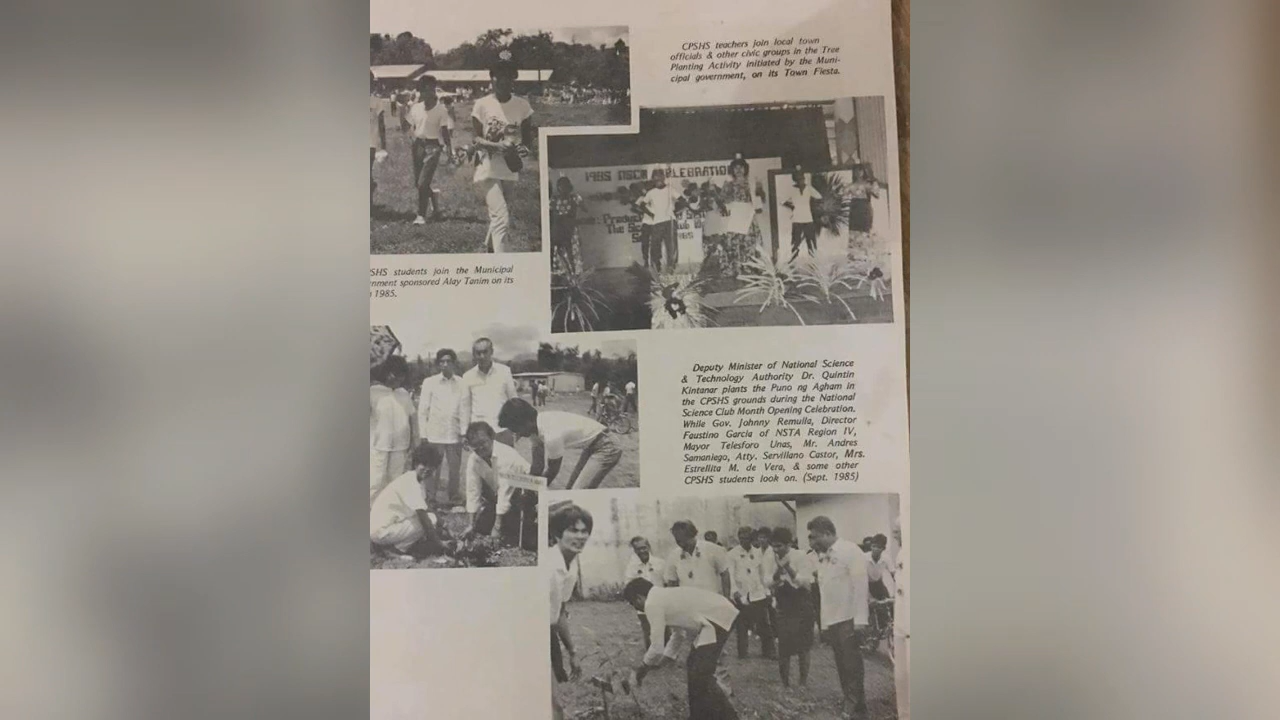 CPSHS teachers join local town
officials & other civic groups in the Tree
Planting Activity initiated by the Muni-
cipal government, on its Town Fiesta.
1985 NSCM CELEBRATION
SHS students join the Municipal
nment sponsored Alay Tanim on its
1985.
Deputy Minister of National Science
& Technology Authority Dr. Quintin
Kintanar plants the Puno ng Agham in
the CPSHS grounds during the National
Science Club Month Opening Celebration.
While Gov. Johnny Remulla, Director
Faustino Garcia of NSTA Region IV,
Mayor Telesforo Unas, Mr. Andres
Samaniego, Atty. Servillano Castor, Mrs.
Estrellita M. de Vera, & some other
CPSHS students look on. (Sept. 1985)